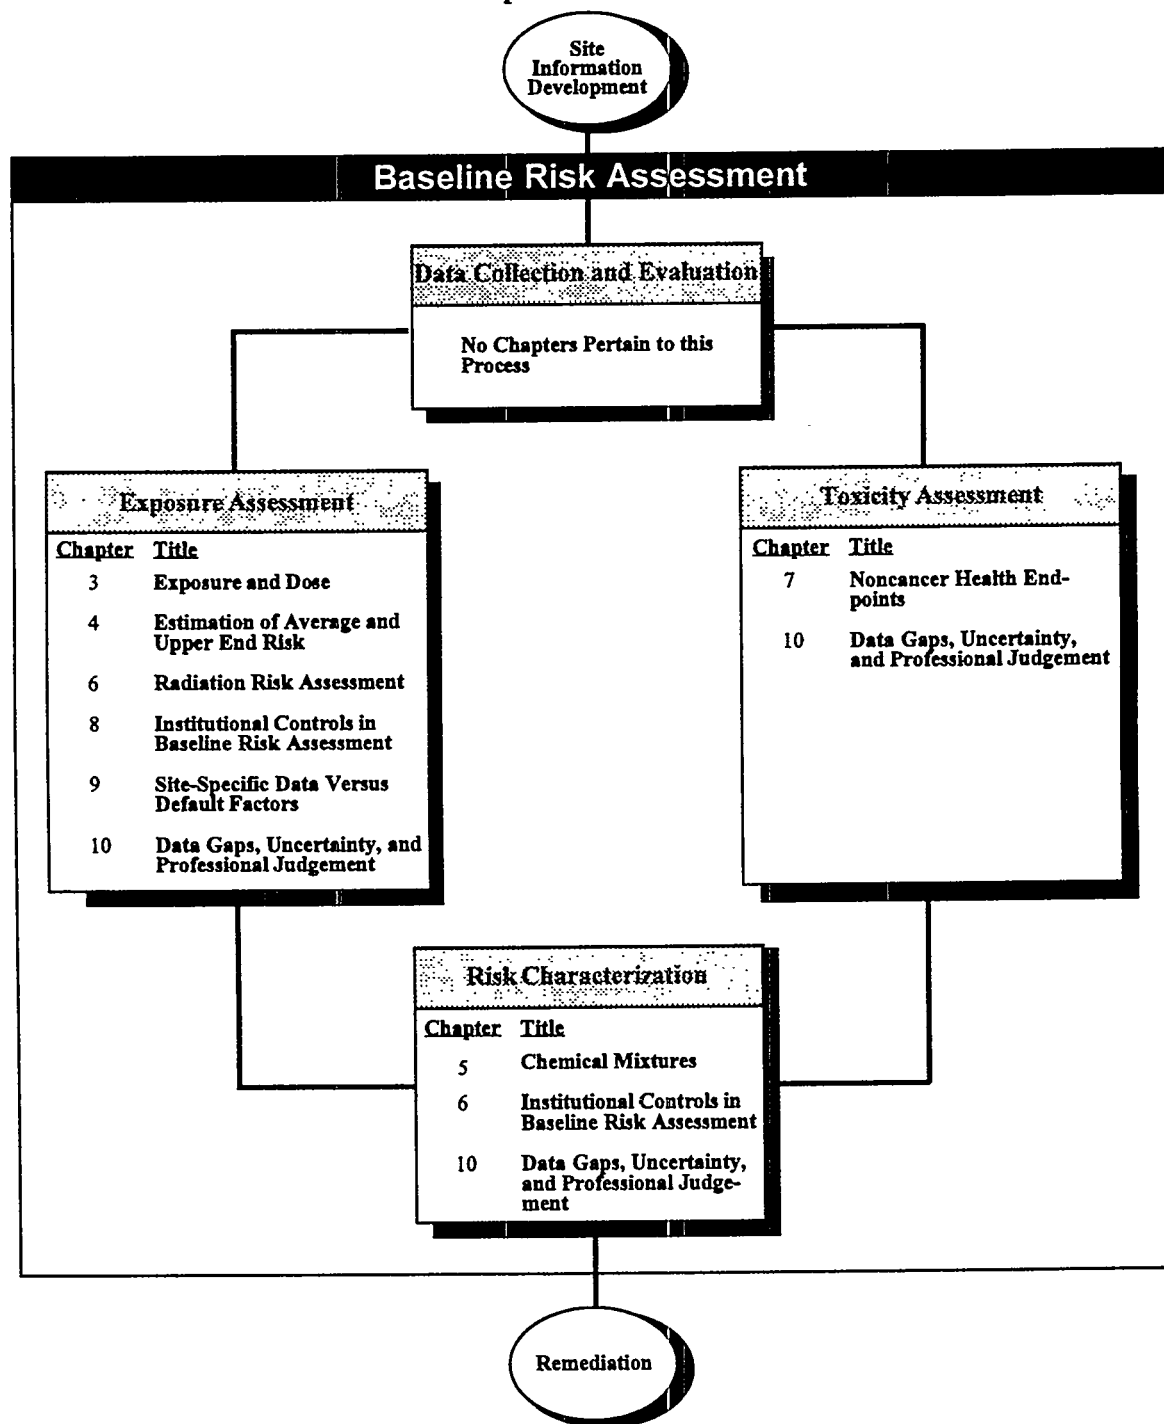 Site
Information
Development
Baseline Risk Assessment
Data Collection and Evaluation
No Chapters Pertain to this
Process
Exposure Assessment
Chapter Title
3 Exposure and Dose
4 Estimation of Average and
Upper End Risk
6 Radiation Risk Assessment
8 Institutional Controls in
Baseline Risk Assessment
9 Site-Specific Data Versus
Default Factors
10 Data Gaps, Uncertainty, and
Professional Judgement
Toxicity Assessment
Chapter Title
7 Noncancer Health End-
points
10 Data Gaps, Uncertainty,
and Professional Judgement
Risk Characterization
Chapter Title
5 Chemical Mixtures
6 Institutional Controls in
Baseline Risk Assessment
10 Data Gaps, Uncertainty,
and Professional Judge-
ment
Remediation